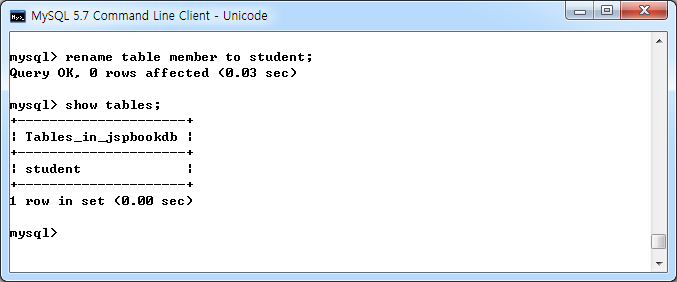 MySQL 5.7 Command Line Client - Unicode
mysql> rename table member to student;
Query OK, 0 rows affected (0.03 sec)
mysql> show tables;
+---------------------+
¦ Tables_in_jspbookdb ¦
+---------------------+
¦ student             ¦
+---------------------+
1 row in set (0.00 sec)
mysql>